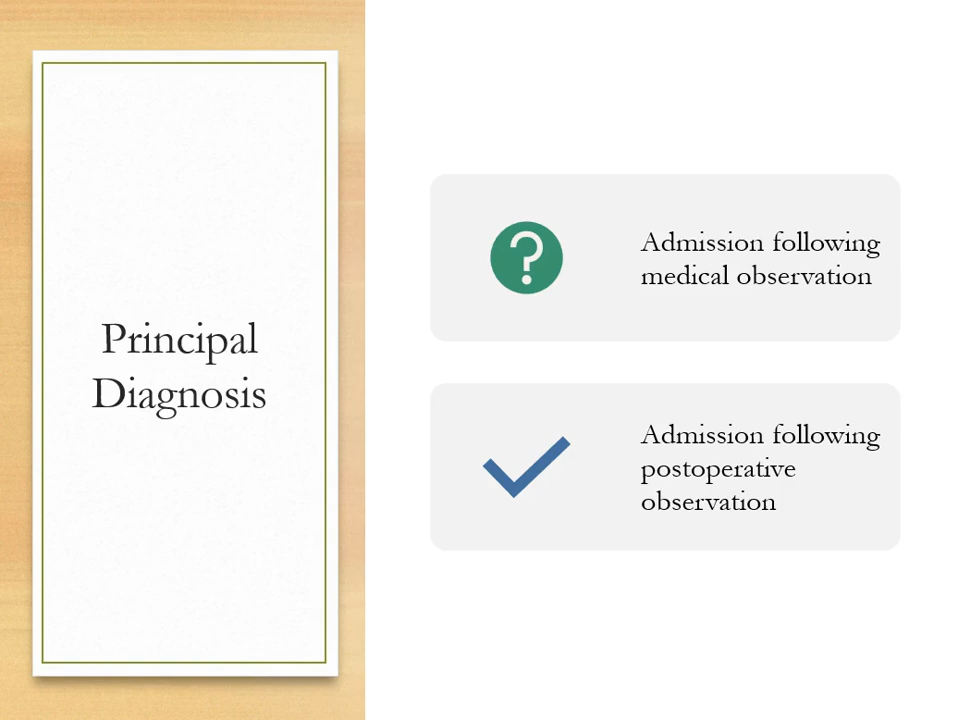 Principal
Diagnosis
Admission following
medical observation
Admission following
postoperative
observation